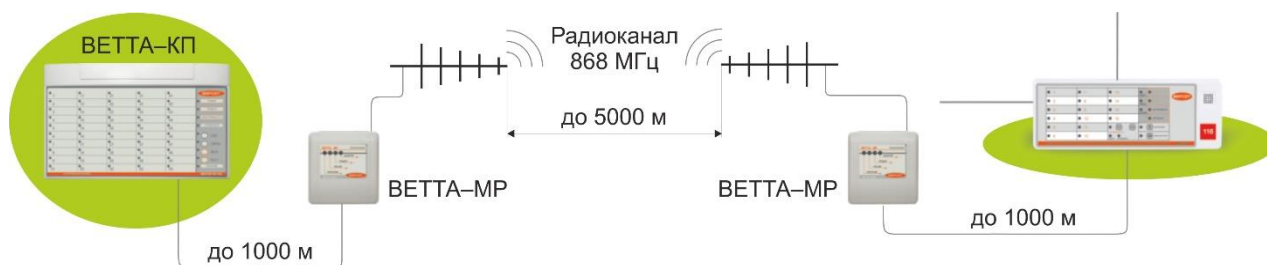 ВЕТТА–КП
Радиоканал
868 МГц
до 5000 м
ВЕТТА–МР
ВЕТТА–МР
до 1000 м
до 1000 м